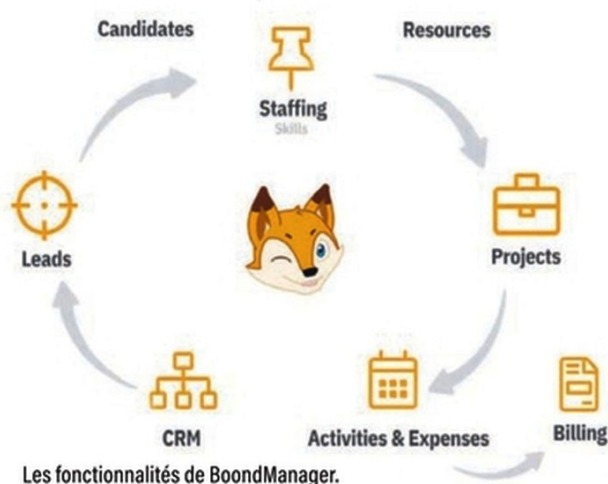 Candidates
Resources
Staffing
Skills
Leads
Projects
CRM
Activities & Expenses
Billing
Les fonctionnalités de BoondManager.